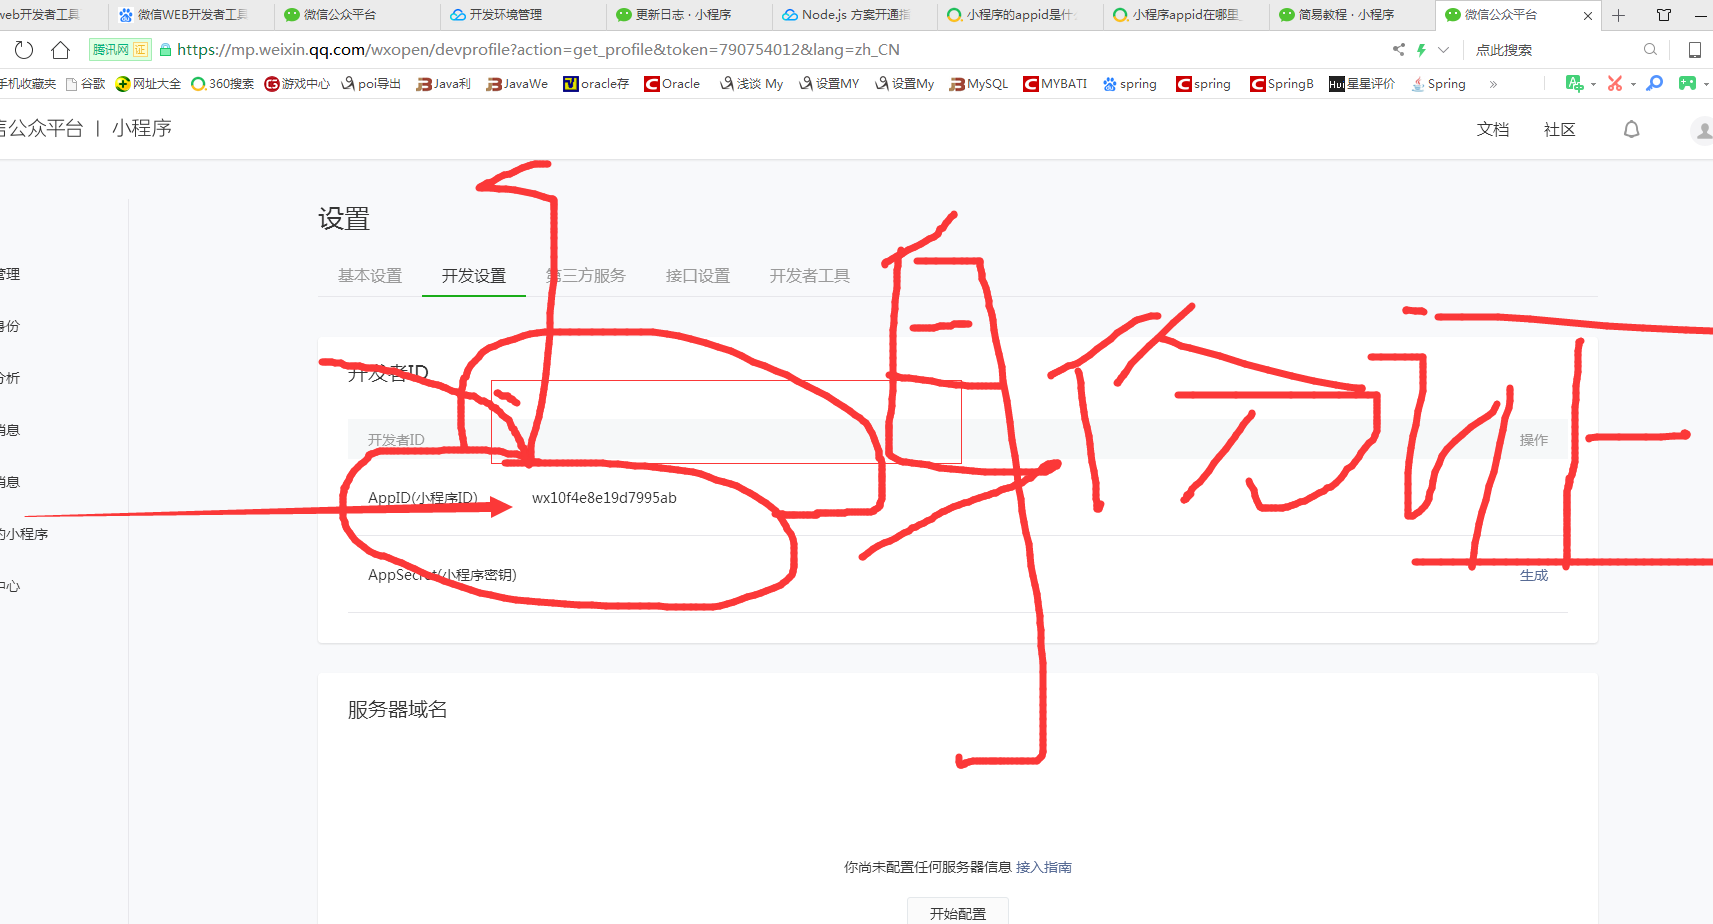 web开发者工具 微信WEB开发者工具 微信公众平台 开发环境管理 更新日志 · 小程序 Node.js 方案开通指 小程序的appid是什 小程序appid在哪里 简易教程 · 小程序 微信公众平台
腾讯网 证 https://mp.weixin.qq.com/wxopen/devprofile?action=get_profile&token=790754012&lang=zh_CN 点此搜索
手机收藏夹 谷歌 网址大全 360搜索 游戏中心 poi导出 Java利 JavaWe oracle存 Oracle 浅谈 My 设置MY 设置My MySQL MYBATI spring spring SpringB 星星评价 Spring »
信公众平台 | 小程序 文档 社区
设置
基本设置 开发设置 第三方服务 接口设置 开发者工具
管理
身份
分析
消息
消息
的小程序
中心
身份证
开发者ID
开发者ID 操作
AppID(小程序ID) wx10f4e8e19d7995ab
AppSecret(小程序密钥) 生成
服务器域名
你尚未配置任何服务器信息 接入指南
开始配置